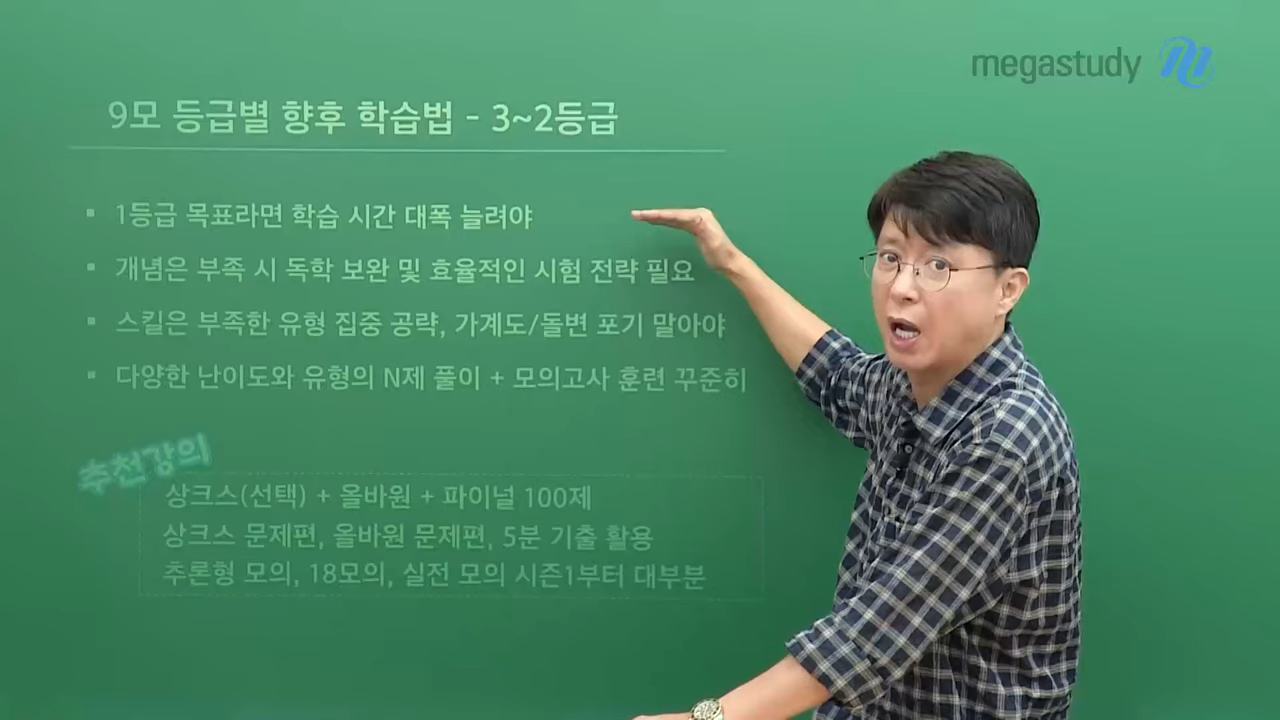 megastudy
9모 등급별 향후 학습법 - 3~2등급
▪ 1등급 목표라면 학습 시간 대폭 늘려야
▪ 개념은 부족 시 독학 보완 및 효율적인 시험 전략 필요
▪ 스킬은 부족한 유형 집중 공략, 가계도/돌변 포기 말아야
▪ 다양한 난이도와 유형의 N제 풀이 + 모의고사 훈련 꾸준히
추천강의
상크스(선택) + 올바원 + 파이널 100제
상크스 문제편, 올바원 문제편, 5분 기출 활용
추론형 모의, 18모의, 실전 모의 시즌1부터 대부분